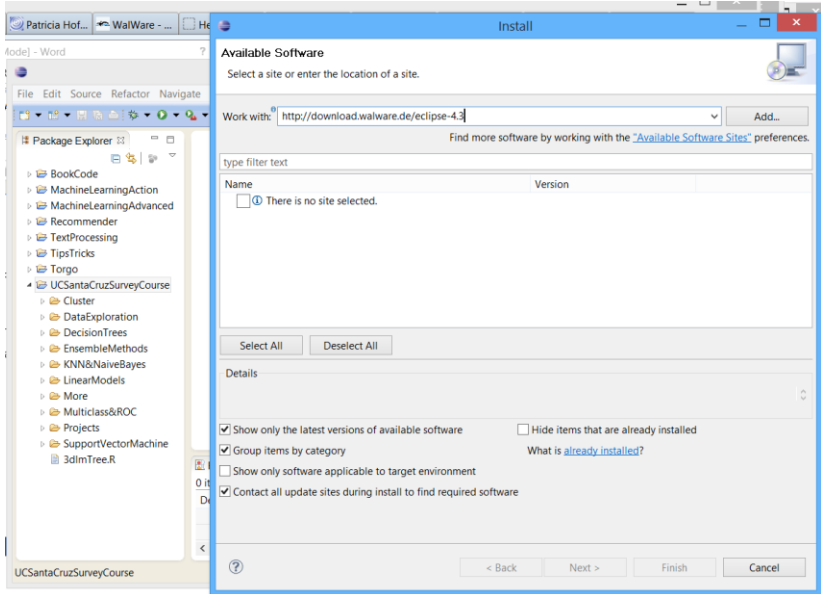 Patricia Hof... WalWare - ... He
Mode] - Word ?
File Edit Source Refactor Navigate
Package Explorer
BookCode
MachineLearningAction
MachineLearningAdvanced
Recommender
TextProcessing
TipsTricks
Torgo
UCSantaCruzSurveyCourse
Cluster
DataExploration
DecisionTrees
EnsembleMethods
KNN&NaiveBayes
LinearModels
More
Multiclass&ROC
Projects
SupportVectorMachine
3dlmTree.R
0 it
De
UCSantaCruzSurveyCourse
Install
Available Software
Select a site or enter the location of a site.
Work with: http://download.walware.de/eclipse-4.3 Add...
Find more software by working with the "Available Software Sites" preferences.
type filter text
Name Version
There is no site selected.
Select All Deselect All
Details
Show only the latest versions of available software Hide items that are already installed
Group items by category What is already installed?
Show only software applicable to target environment
Contact all update sites during install to find required software
? < Back Next > Finish Cancel